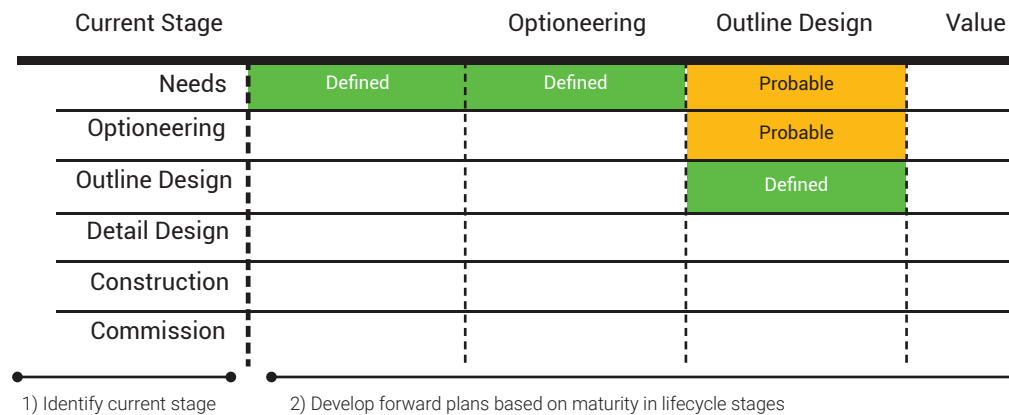 Current Stage Optioneering Outline Design Value
Needs Defined Defined Probable
Optioneering Probable
Outline Design Defined
Detail Design
Construction
Commission
1) Identify current stage 2) Develop forward plans based on maturity in lifecycle stages